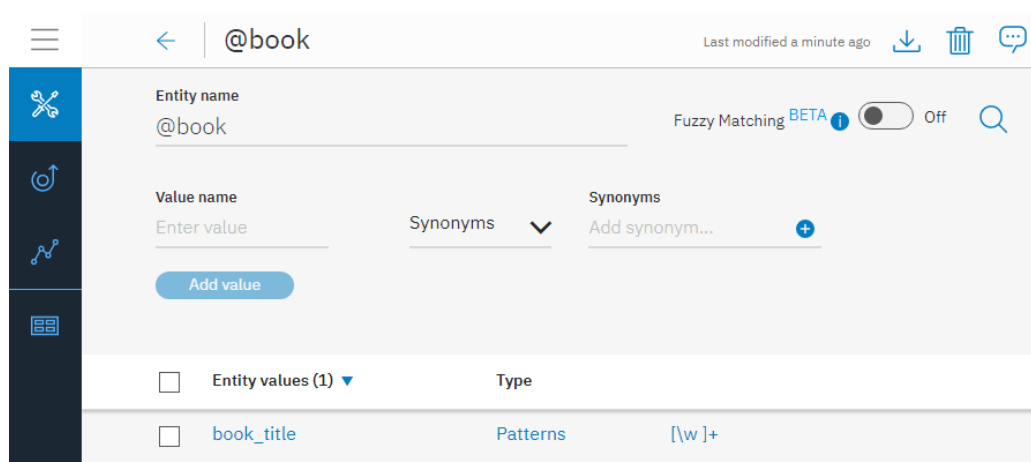 @book
Last modified a minute ago
Entity name
@book
Fuzzy Matching BETA i Off
Value name
Synonyms
Enter value
Synonyms
Add synonym...
Add value
Entity values (1) ▼ Type
book_title Patterns [\w ]+